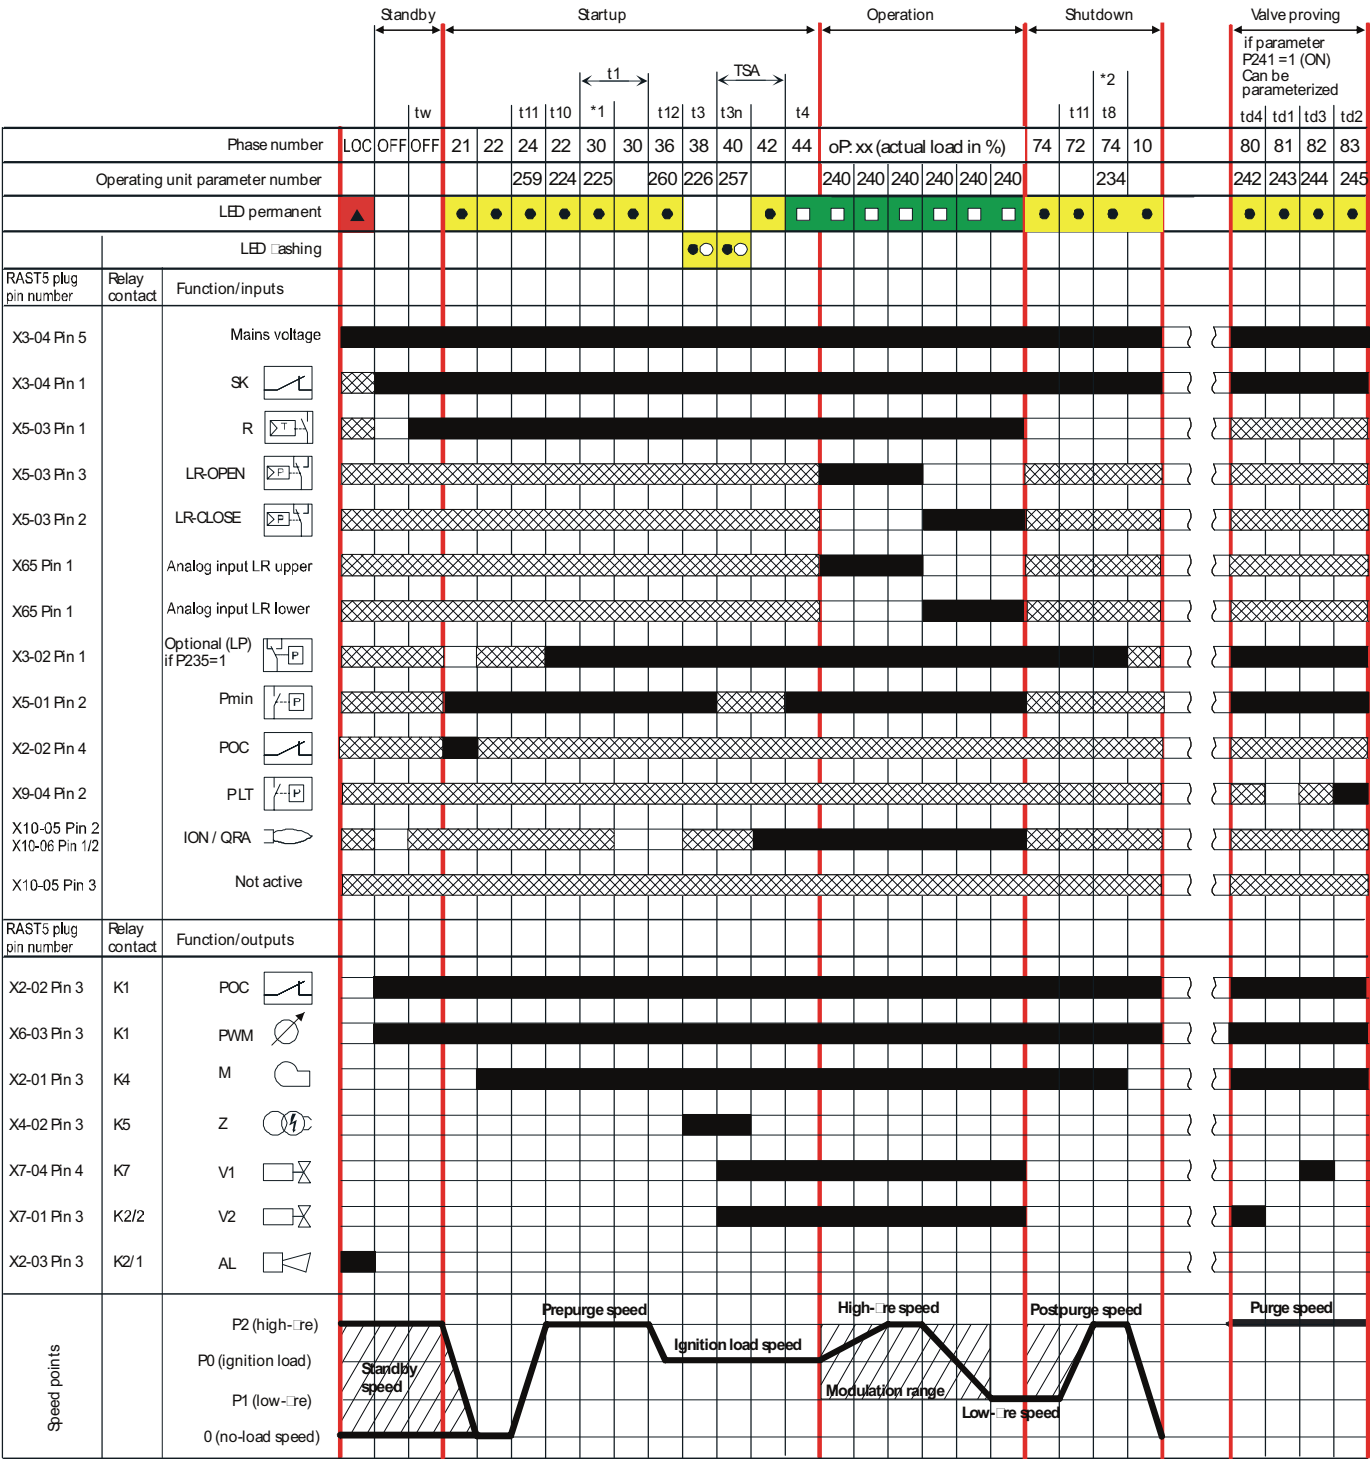 Standby Startup Operation Shutdown Valve proving
if parameter
P241 =1 (ON)
Can be
parameterized
t1 TSA *2
tw t11 t10 *1 t12 t3 t3n t4 t11 t8 td4 td1 td3 td2
Phase number LOC OFF OFF 21 22 24 22 30 30 36 38 40 42 44 oP: xx (actual load in %) 74 72 74 10 80 81 82 83
Operating unit parameter number 259 224 225 260 226 257 240 240 240 240 240 240 234 242 243 244 245
LED permanent
LED □ashing
RAST5 plug pin number Relay contact Function/inputs
X3-04 Pin 5 Mains voltage
X3-04 Pin 1 SK
X5-03 Pin 1 R T
X5-03 Pin 3 LR-OPEN P
X5-03 Pin 2 LR-CLOSE P
X65 Pin 1 Analog input LR upper
X65 Pin 1 Analog input LR lower
X3-02 Pin 1 Optional (LP) if P235=1 P
X5-01 Pin 2 Pmin P
X2-02 Pin 4 POC
X9-04 Pin 2 PLT P
X10-05 Pin 2
X10-06 Pin 1/2 ION / QRA
X10-05 Pin 3 Not active
RAST5 plug pin number Relay contact Function/outputs
X2-02 Pin 3 K1 POC
X6-03 Pin 3 K1 PWM
X2-01 Pin 3 K4 M
X4-02 Pin 3 K5 Z
X7-04 Pin 4 K7 V1
X7-01 Pin 3 K2/2 V2
X2-03 Pin 3 K2/1 AL
Speed points
P2 (high-□re)
P0 (ignition load)
P1 (low-□re)
0 (no-load speed)
Standby speed
Prepurge speed
Ignition load speed
High-□re speed
Modulation range
Low-□re speed
Postpurge speed
Purge speed